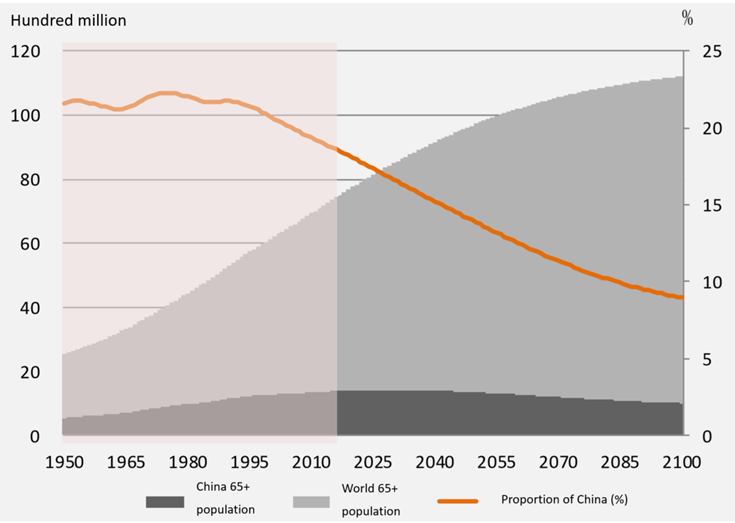 Hundred million
%
120
100
80
60
40
20
0
25
20
15
10
5
0
1950 1965 1980 1995 2010 2025 2040 2055 2070 2085 2100
China 65+
population
World 65+
population
Proportion of China (%)